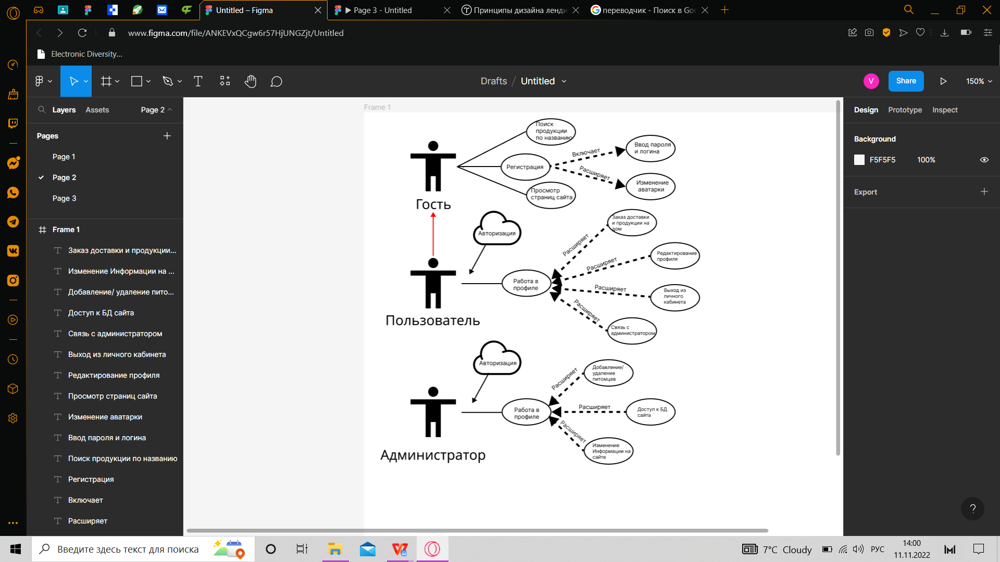 Untitled – Figma
Page 3 - Untitled
Принципы дизайна ленди
переводчик - Поиск в Goo
www.figma.com/file/ANKEVxQCgw6r57HjUNGZjt/Untitled
Electronic Diversity...
Drafts / Untitled
V
Share
150%
Layers
Assets
Page 2
Design
Prototype
Inspect
Pages
Page 1
Page 2
Page 3
Frame 1
Заказ доставки и продукции...
Изменение Информации на ...
Добавление/ удаление пито...
Доступ к БД сайта
Связь с администратором
Выход из личного кабинета
Редактирование профиля
Просмотр страниц сайта
Изменение аватарки
Ввод пароля и логина
Поиск продукции по названию
Регистрация
Включает
Расширяет
Background
F5F5F5
100%
Export
Frame 1
Поиск
продукции
по названию
Регистрация
Просмотр
страниц сайта
Включает
Расширяет
Ввод пароля
и логина
Изменение
аватарки
Гость
Авторизация
Заказ доставки
и продукции на
дом
Расширяет
Редактирование
профиля
Расширяет
Работа в
профиле
Расширяет
Выход из
личного
кабинета
Расширяет
Связь с
администратором
Пользователь
Авторизация
Добавление/
удаление
питомцев
Расширяет
Работа в
профиле
Расширяет
Доступ к БД
сайта
Расширяет
Изменение
Информации на
сайте
Администратор
?
Введите здесь текст для поиска
7°C Cloudy
РУС
14:00
11.11.2022